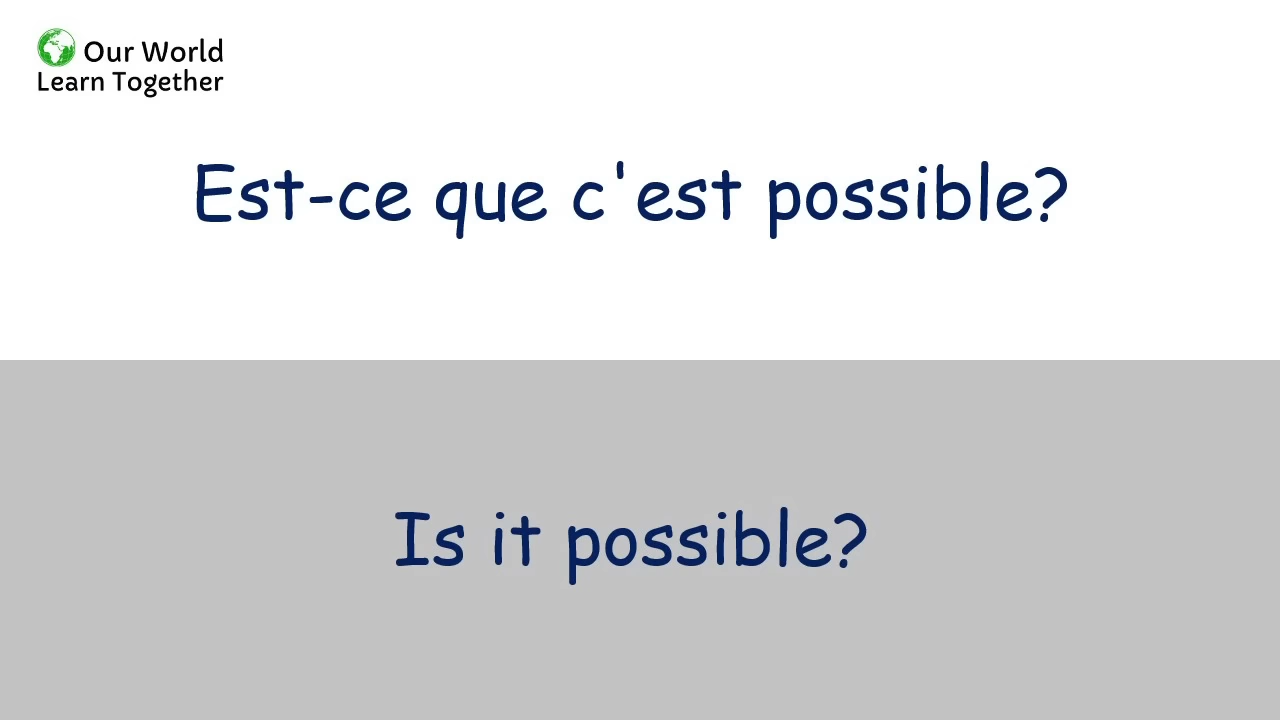 Our World
Learn Together
Est-ce que c'est possible?
Is it possible?